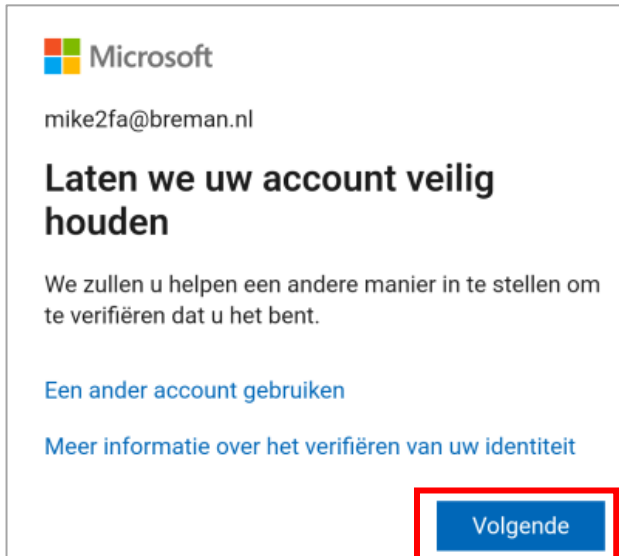 Microsoft
mike2fa@breman.nl
Laten we uw account veilig
houden
We zullen u helpen een andere manier in te stellen om
te verifiëren dat u het bent.
Een ander account gebruiken
Meer informatie over het verifiëren van uw identiteit
Volgende